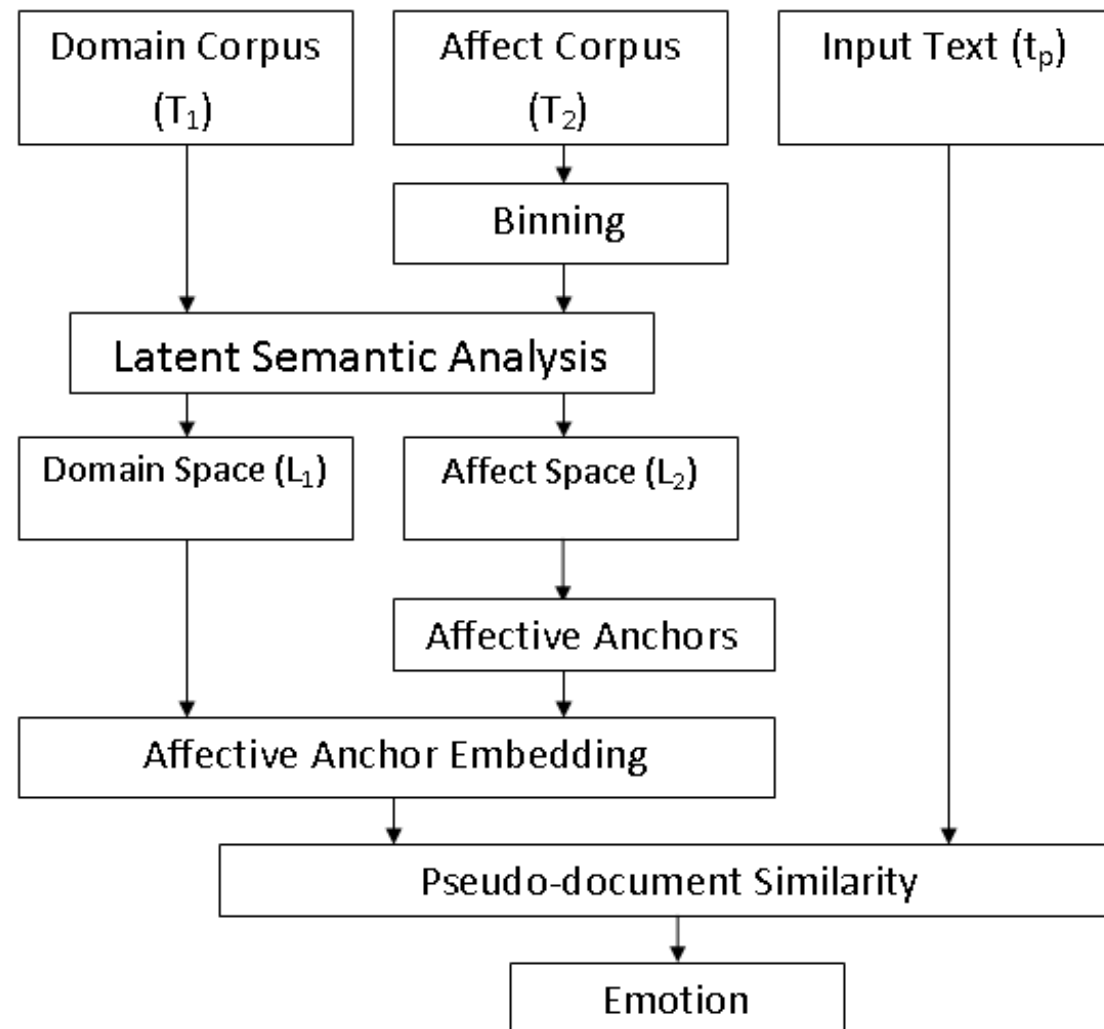 Domain Corpus
(T₁)
Affect Corpus
(T₂)
Input Text (tₚ)
Binning
Latent Semantic Analysis
Domain Space (L₁)
Affect Space (L₂)
Affective Anchors
Affective Anchor Embedding
Pseudo-document Similarity
Emotion